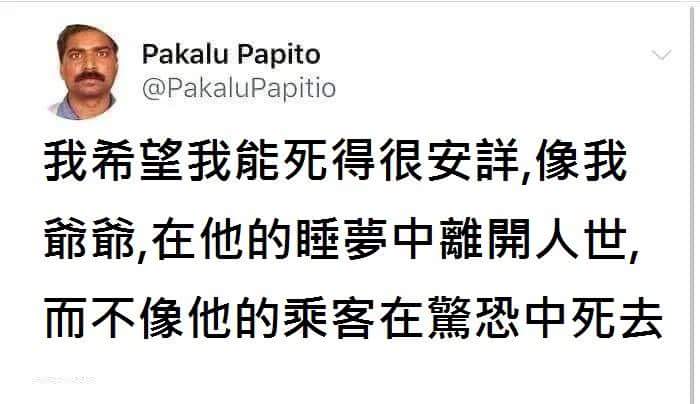 Pakalu Papito
@PakaluPapitio
我希望我能死得很安詳,像我
爺爺,在他的睡夢中離開人世,
而不像他的乘客在驚恐中死去